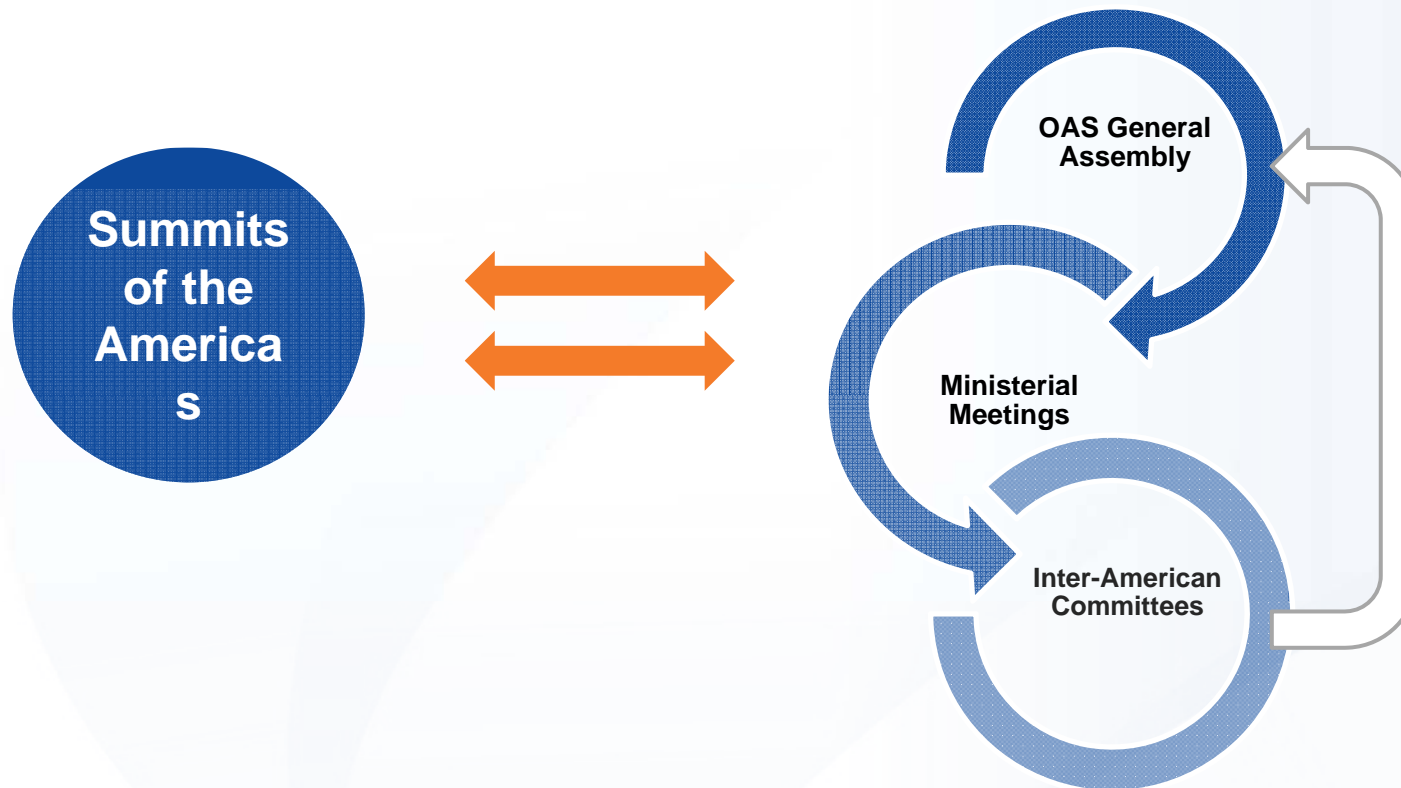 Summits
of the
America
s
OAS General
Assembly
Ministerial
Meetings
Inter-American
Committees